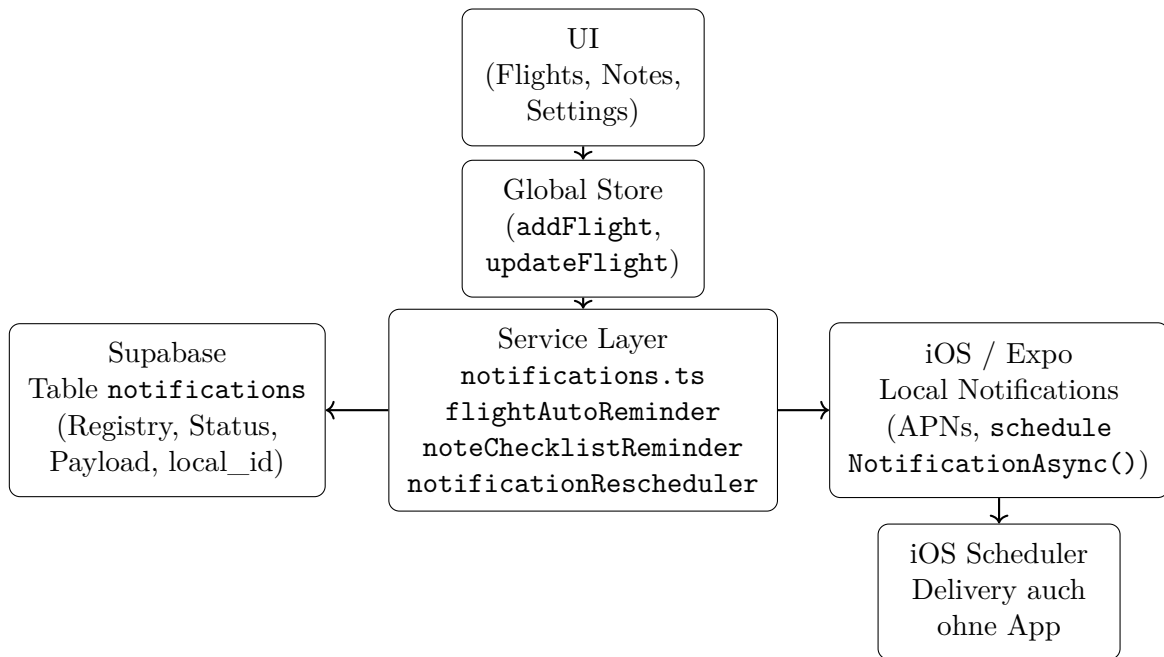 UI
(Flights, Notes,
Settings)
Global Store
(addFlight,
updateFlight)
Supabase
Table notifications
(Registry, Status,
Payload, local_id)
Service Layer
notifications.ts
flightAutoReminder
noteChecklistReminder
notificationRescheduler
iOS / Expo
Local Notifications
(APNs, schedule
NotificationAsync())
iOS Scheduler
Delivery auch
ohne App